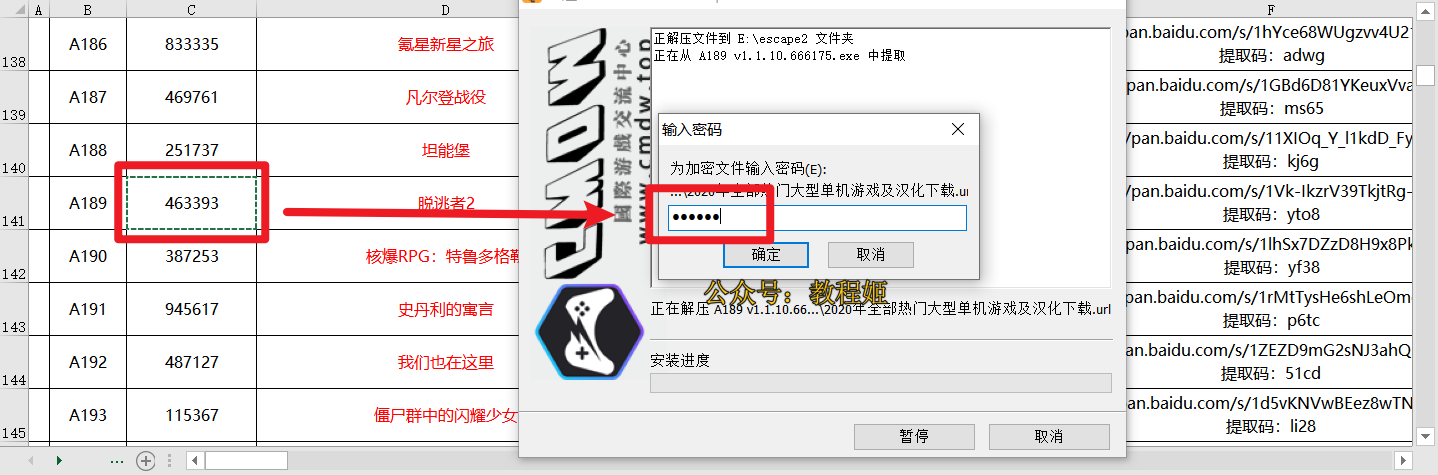 B C D F
138 A186 833335 氪星新星之旅 pan.baidu.com/s/1hYce68WUgzvv4U2
提取码：adwg
139 A187 469761 凡尔登战役 pan.baidu.com/s/1GBd6D81YKeuxVva
提取码：ms65
140 A188 251737 坦能堡 /pan.baidu.com/s/11XIOq_Y_l1kdD_Fy
提取码：kj6g
141 A189 463393 脱逃者2 pan.baidu.com/s/1Vk-IkzrV39TkjtRg-
提取码：yto8
142 A190 387253 核爆RPG：特鲁多格勒 pan.baidu.com/s/1lhSx7DZzD8H9x8Pk
提取码：yf38
143 A191 945617 史丹利的寓言 pan.baidu.com/s/1rMtTysHe6shLeOm
提取码：p6tc
144 A192 487127 我们也在这里 an.baidu.com/s/1ZEZD9mG2sNJ3ahQ
提取码：51cd
145 A193 115367 僵尸群中的闪耀少女 pan.baidu.com/s/1d5vKNVwBEez8wTN
提取码：li28
CMON
國際游戲交流中心
www.cmdw.top
正解压文件到 E:\escape2 文件夹
正在从 A189 v1.1.10.666175.exe 中提取
输入密码
为加密文件输入密码(E):
...\2020年全部热门大型单机游戏及汉化下载.url
••••••
确定 取消
公众号：教程姬
正在解压 A189 v1.1.10.66...\2020年全部热门大型单机游戏及汉化下载.url
安装进度
暂停 取消